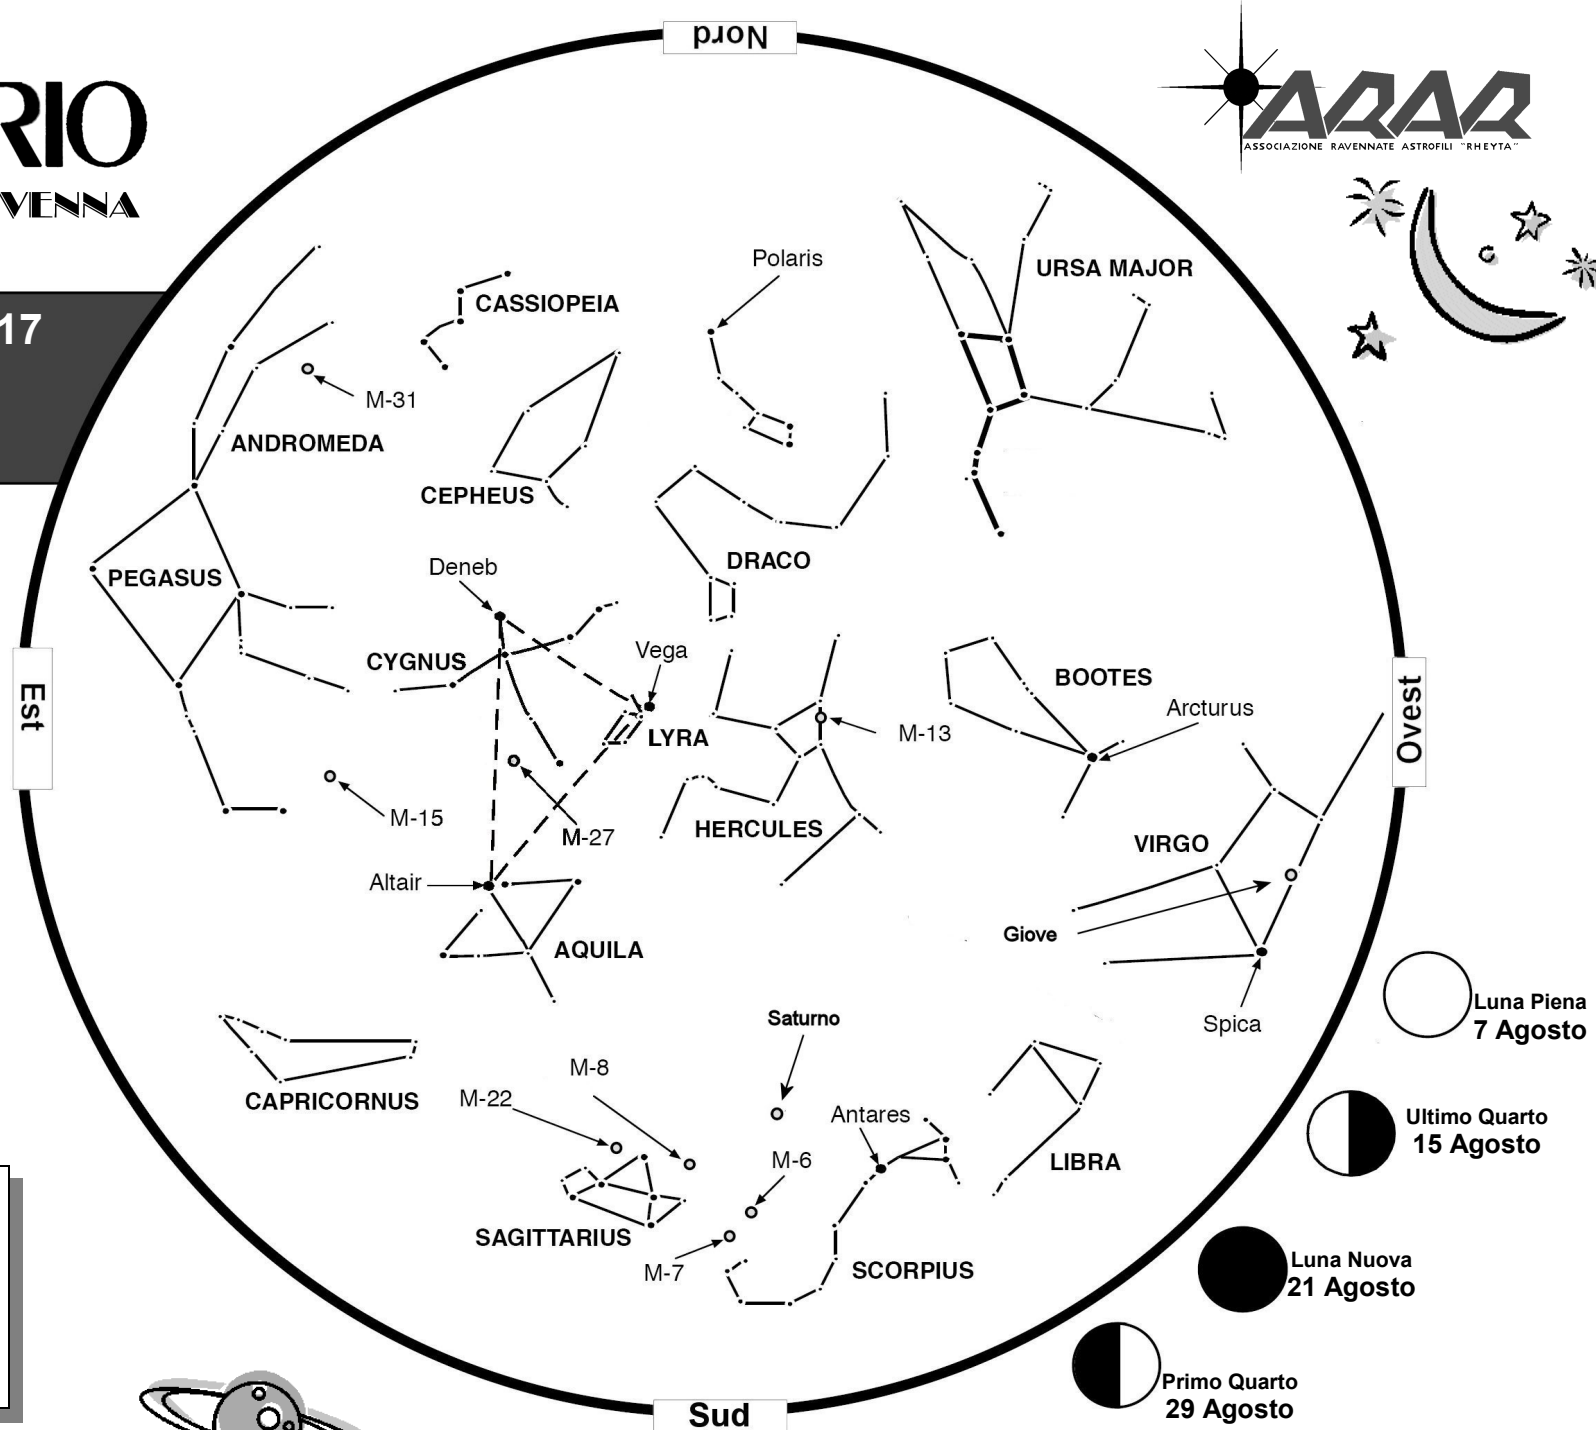 Nord
RIO
VENNA
ARAR
ASSOCIAZIONE RAVENNATE ASTROFILI "RHEYTA"
17
Polaris
URSA MAJOR
CASSIOPEIA
M-31
ANDROMEDA
CEPHEUS
DRACO
Deneb
PEGASUS
CYGNUS
Vega
LYRA
BOOTES
Arcturus
M-13
Est
Ovest
M-15
M-27
HERCULES
VIRGO
Altair
Giove
AQUILA
Spica
Luna Piena
7 Agosto
Saturno
M-8
M-22
CAPRICORNUS
Antares
M-6
LIBRA
Ultimo Quarto
15 Agosto
SAGITTARIUS
M-7
SCORPIUS
Luna Nuova
21 Agosto
Primo Quarto
29 Agosto
Sud